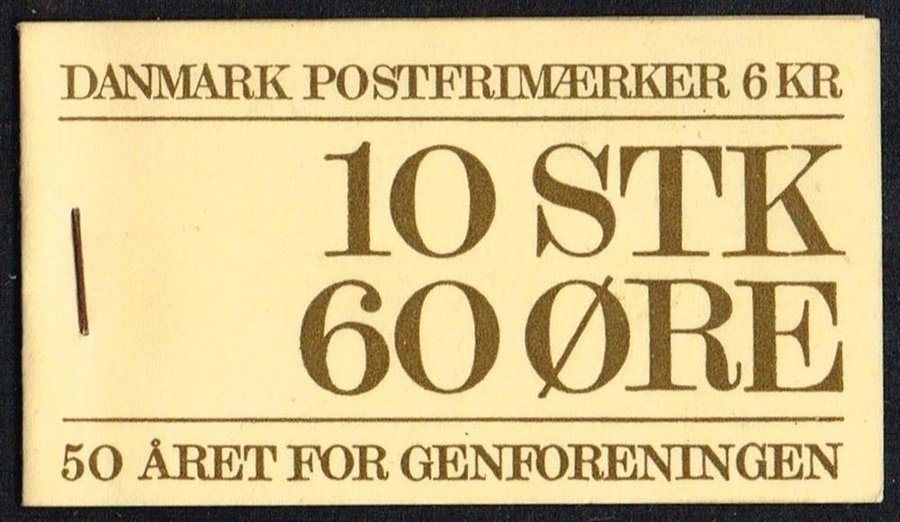 DANMARK POSTFRIMÆRKER 6 KR
10 STK
60 ØRE
50 ÅRET FOR GENFORENINGEN